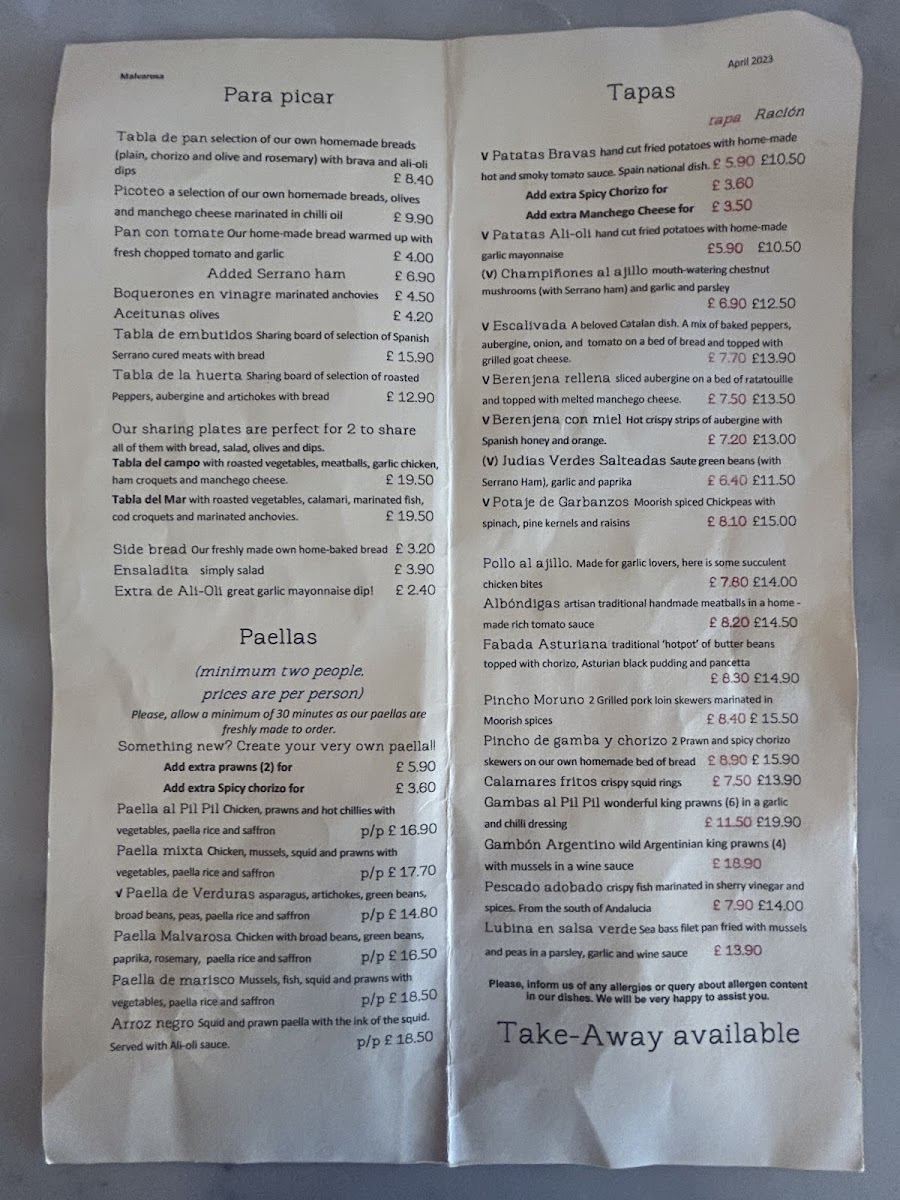 Malvarosa
Para picar
Tabla de pan selection of our own homemade breads
(plain, chorizo and olive and rosemary) with brava and ali-oli
dips
£ 8.40
Picoteo a selection of our own homemade breads, olives
and manchego cheese marinated in chilli oil £ 9.90
Pan con tomate Our home-made bread warmed up with
fresh chopped tomato and garlic £ 4.00
Added Serrano ham £ 6.90
Boquerones en vinagre marinated anchovies £ 4.50
Aceitunas olives £ 4.20
Tabla de embutidos Sharing board of selection of Spanish
Serrano cured meats with bread £ 15.90
Tabla de la huerta Sharing board of selection of roasted
Peppers, aubergine and artichokes with bread £ 12.90
Our sharing plates are perfect for 2 to share
all of them with bread, salad, olives and dips.
Tabla del campo with roasted vegetables, meatballs, garlic chicken,
ham croquets and manchego cheese. £ 19.50
Tabla del Mar with roasted vegetables, calamari, marinated fish,
cod croquets and marinated anchovies. £ 19.50
Side bread Our freshly made own home-baked bread £ 3.20
Ensaladita simply salad £ 3.90
Extra de Ali-Oli great garlic mayonnaise dip! £ 2.40
Paellas
(minimum two people,
prices are per person)
Please, allow a minimum of 30 minutes as our paellas are
freshly made to order.
Something new? Create your very own paella!!
Add extra prawns (2) for £ 5.90
Add extra Spicy chorizo for £ 3.60
Paella al Pil Pil Chicken, prawns and hot chillies with
vegetables, paella rice and saffron p/p £ 16.90
Paella mixta Chicken, mussels, squid and prawns with
vegetables, paella rice and saffron p/p £ 17.70
V Paella de Verduras asparagus, artichokes, green beans,
broad beans, peas, paella rice and saffron p/p £ 14.80
Paella Malvarosa Chicken with broad beans, green beans,
paprika, rosemary, paella rice and saffron p/p £ 16.50
Paella de marisco Mussels, fish, squid and prawns with
vegetables, paella rice and saffron p/p £ 18.50
Arroz negro Squid and prawn paella with the ink of the squid.
Served with Ali-oli sauce. p/p £ 18.50
April 2023
Tapas
Tapa Ración
V Patatas Bravas hand cut fried potatoes with home-made
hot and smoky tomato sauce. Spain national dish. £ 5.90 £10.50
Add extra Spicy Chorizo for £ 3.60
Add extra Manchego Cheese for £ 3.50
V Patatas Ali-oli hand cut fried potatoes with home-made
garlic mayonnaise £5.90 £10.50
(V) Champiñones al ajillo mouth-watering chestnut
mushrooms (with Serrano ham) and garlic and parsley
£ 6.90 £12.50
V Escalivada A beloved Catalan dish. A mix of baked peppers,
aubergine, onion, and tomato on a bed of bread and topped with
grilled goat cheese. £ 7.70 £13.90
V Berenjena rellena sliced aubergine on a bed of ratatouille
and topped with melted manchego cheese. £ 7.50 £13.50
V Berenjena con miel Hot crispy strips of aubergine with
Spanish honey and orange. £ 7.20 £13.00
(V) Judias Verdes Salteadas Saute green beans (with
Serrano Ham), garlic and paprika £ 6.40 £11.50
V Potaje de Garbanzos Moorish spiced Chickpeas with
spinach, pine kernels and raisins £ 8.10 £15.00
Pollo al ajillo. Made for garlic lovers, here is some succulent
chicken bites £ 7.80 £14.00
Albóndigas artisan traditional handmade meatballs in a home -
made rich tomato sauce £ 8.20 £14.50
Fabada Asturiana traditional 'hotpot' of butter beans
topped with chorizo, Asturian black pudding and pancetta
£ 8.30 £14.90
Pincho Moruno 2 Grilled pork loin skewers marinated in
Moorish spices £ 8.40 £ 15.50
Pincho de gamba y chorizo 2 Prawn and spicy chorizo
skewers on our own homemade bed of bread £ 8.90 £ 15.90
Calamares fritos crispy squid rings £ 7.50 £13.90
Gambas al Pil Pil wonderful king prawns (6) in a garlic
and chilli dressing £ 11.50 £19.90
Gambón Argentino wild Argentinian king prawns (4)
with mussels in a wine sauce £ 18.90
Pescado adobado crispy fish marinated in sherry vinegar and
spices. From the south of Andalucia £ 7.90 £14.00
Lubina en salsa verde Sea bass filet pan fried with mussels
and peas in a parsley, garlic and wine sauce £ 13.90
Please, inform us of any allergies or query about allergen content
in our dishes. We will be very happy to assist you.
Take-Away available